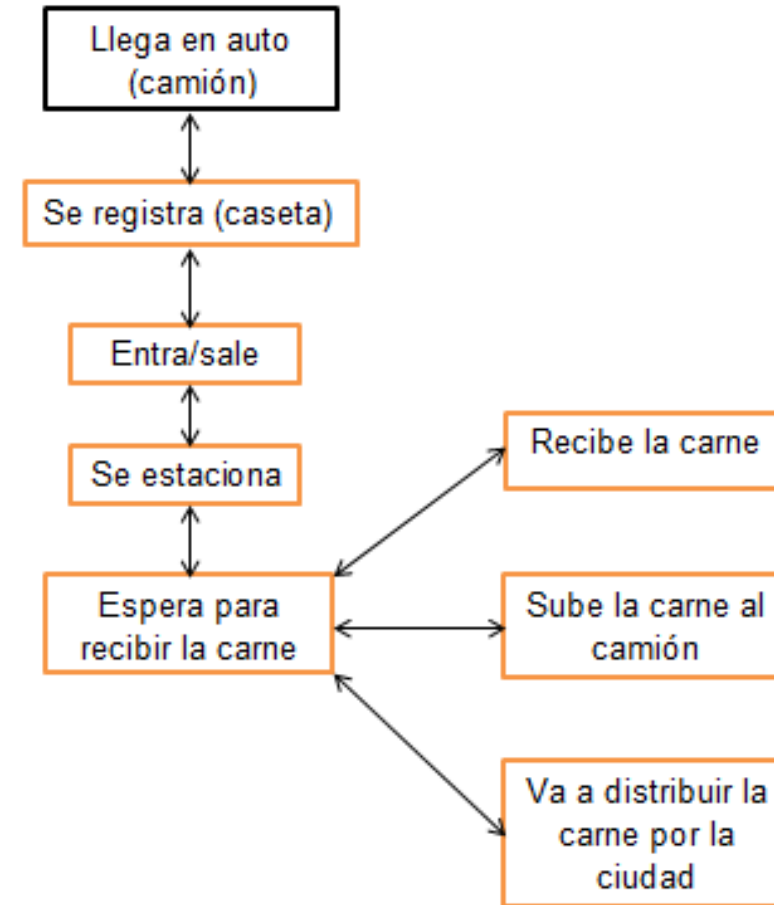 Llega en auto
(camión)
Se registra (caseta)
Entra/sale
Se estaciona
Espera para
recibir la carne
Recibe la carne
Sube la carne al
camión
Va a distribuir la
carne por la
ciudad